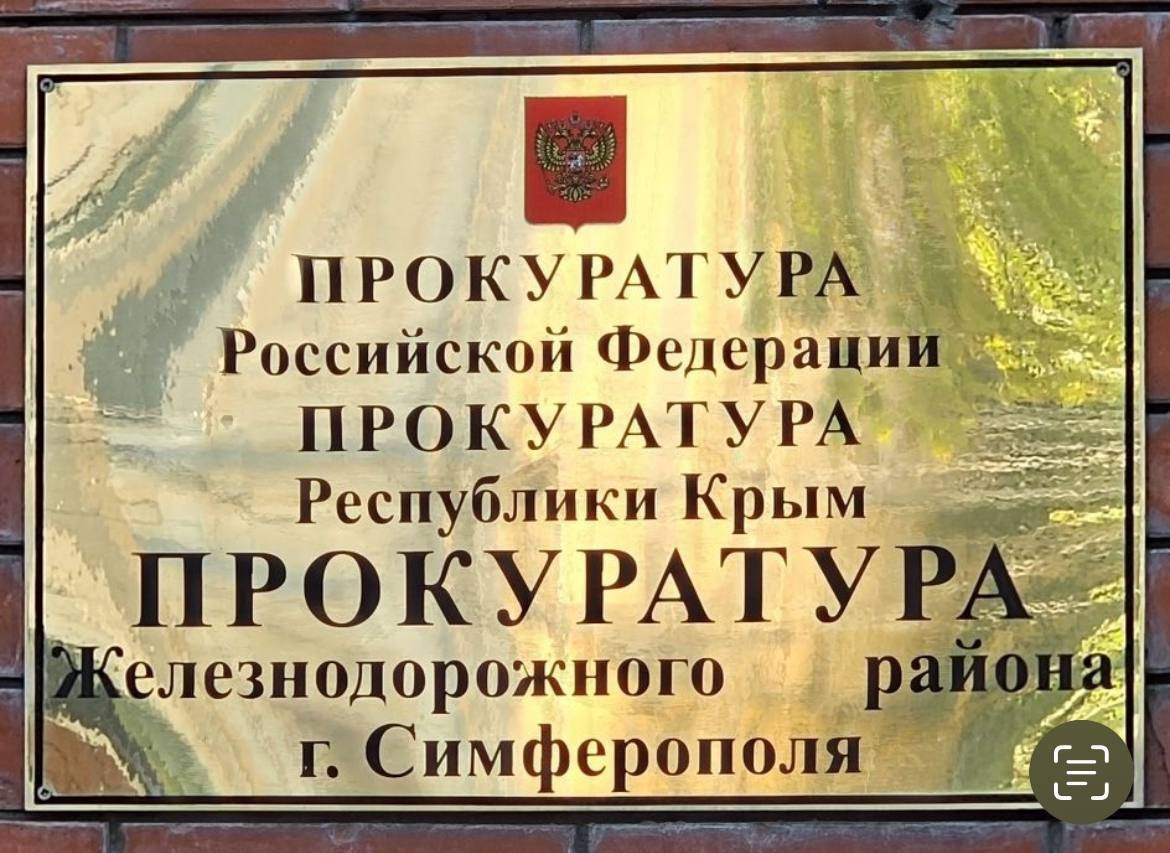 ПРОКУРАТУРА
Российской Федерации
ПРОКУРАТУРА
Республики Крым
ПРОКУРАТУРА
Железнодорожного района
г. Симферополя